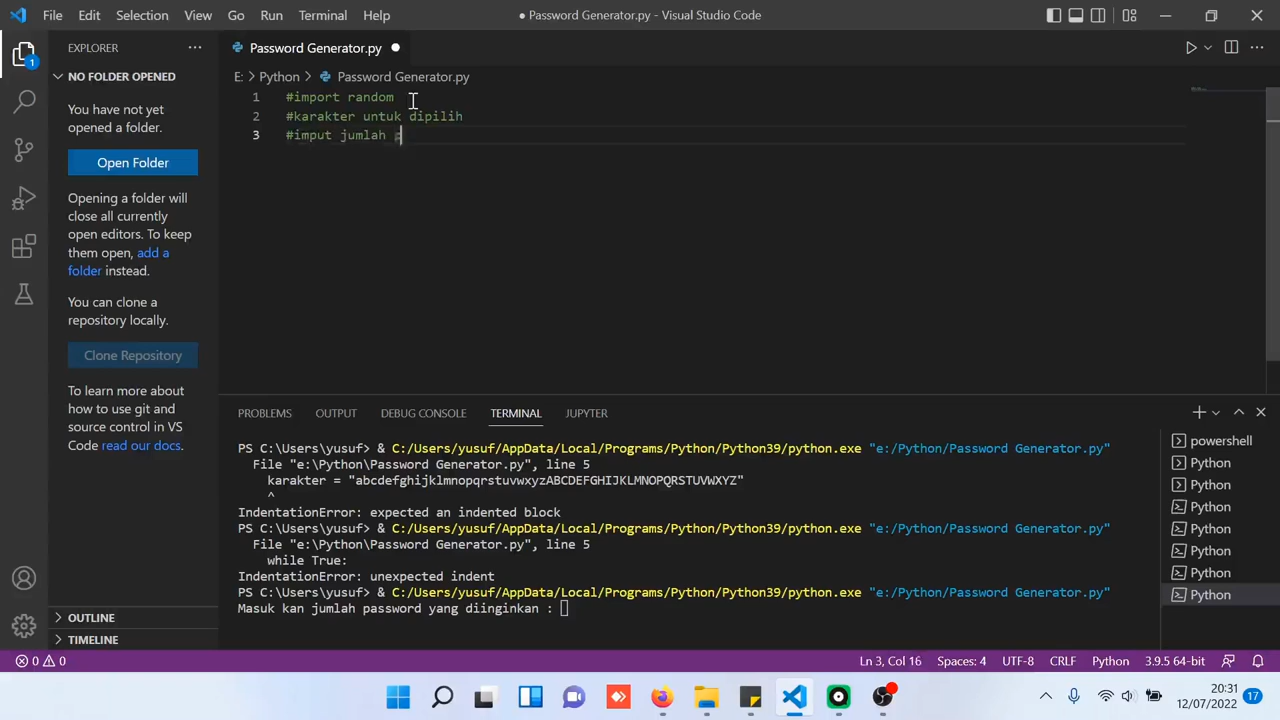 File Edit Selection View Go Run Terminal Help
● Password Generator.py - Visual Studio Code
EXPLORER
NO FOLDER OPENED
You have not yet
opened a folder.
Open Folder
Opening a folder will
close all currently
open editors. To keep
them open, add a
folder instead.
You can clone a
repository locally.
Clone Repository
To learn more about
how to use git and
source control in VS
Code read our docs.
OUTLINE
TIMELINE
1
Password Generator.py
E: > Python > Password Generator.py
1 #import random
2 #karakter untuk dipilih
3 #imput jumlah p
PROBLEMS OUTPUT DEBUG CONSOLE TERMINAL JUPYTER
PS C:\Users\yusuf> & C:/Users/yusuf/AppData/Local/Programs/Python/Python39/python.exe "e:/Python/Password Generator.py"
File "e:\Python\Password Generator.py", line 5
karakter = "abcdefghijklmnopqrstuvwxyzABCDEFGHIJKLMNOPQRSTUVWXYZ"
^
IndentationError: expected an indented block
PS C:\Users\yusuf> & C:/Users/yusuf/AppData/Local/Programs/Python/Python39/python.exe "e:/Python/Password Generator.py"
File "e:\Python\Password Generator.py", line 5
while True:
IndentationError: unexpected indent
PS C:\Users\yusuf> & C:/Users/yusuf/AppData/Local/Programs/Python/Python39/python.exe "e:/Python/Password Generator.py"
Masuk kan jumlah password yang diinginkan :
powershell
Python
Python
Python
Python
Python
Python
Python
0 0
Ln 3, Col 16 Spaces: 4 UTF-8 CRLF Python 3.9.5 64-bit
20:31
12/07/2022
17